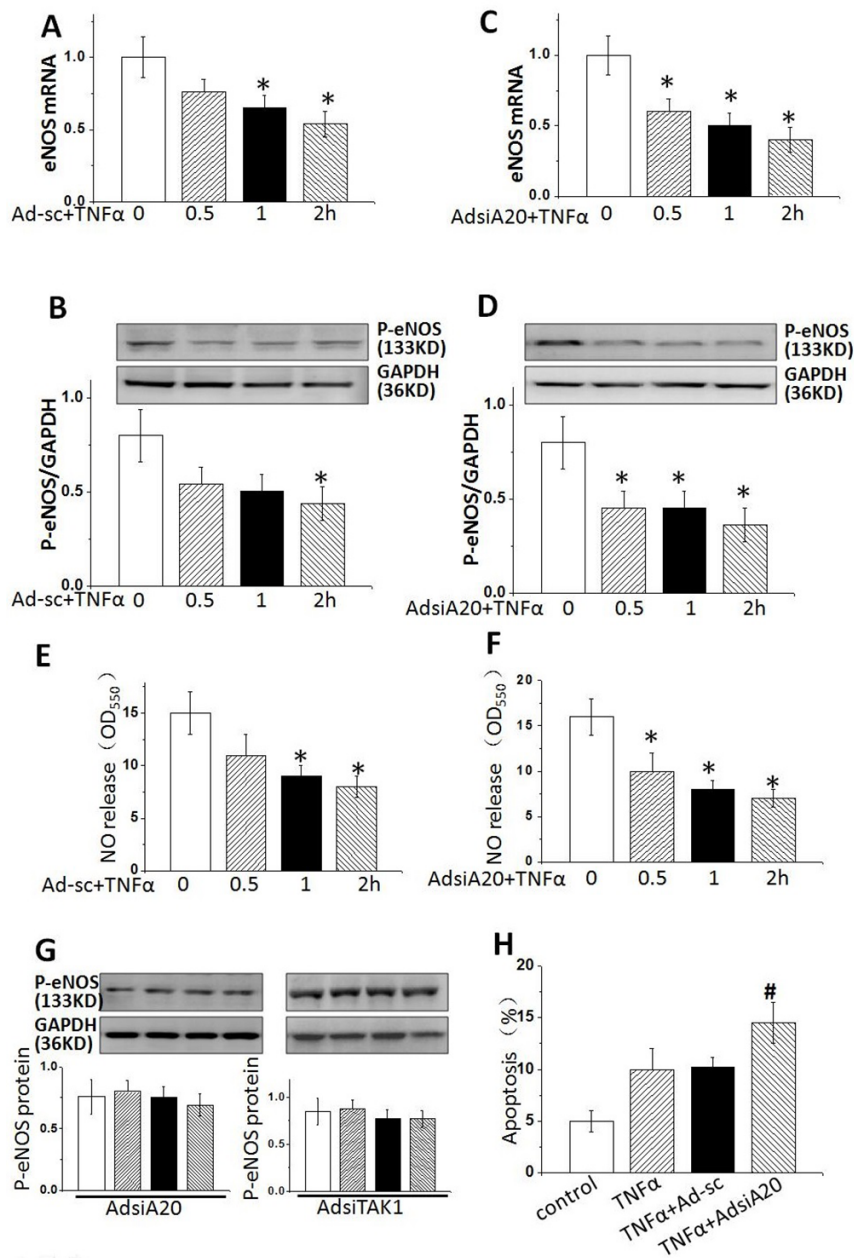 A
eNOS mRNA
1.0
0.5
0.0
*
*
Ad-sc+TNFα 0 0.5 1 2h
C
eNOS mRNA
1.0
0.5
0.0
*
*
*
AdsiA20+TNFα 0 0.5 1 2h
B
P-eNOS
(133KD)
GAPDH
(36KD)
P-eNOS/GAPDH
1.0
0.5
0.0
*
Ad-sc+TNFα 0 0.5 1 2h
D
P-eNOS
(133KD)
GAPDH
(36KD)
P-eNOS/GAPDH
1.0
0.5
0.0
*
*
*
AdsiA20+TNFα 0 0.5 1 2h
E
NO release（OD550）
15
10
5
0
*
*
Ad-sc+TNFα 0 0.5 1 2h
F
NO release（OD550）
20
15
10
5
0
*
*
*
AdsiA20+TNFα 0 0.5 1 2h
G
P-eNOS
(133KD)
GAPDH
(36KD)
P-eNOS protein
1.0
0.5
0.0
AdsiA20
P-eNOS protein
1.0
0.5
0.0
AdsiTAK1
H
Apoptosis（%）
20
15
10
5
0
#
control
TNFα
TNFα+Ad-sc
TNFα+AdsiA20